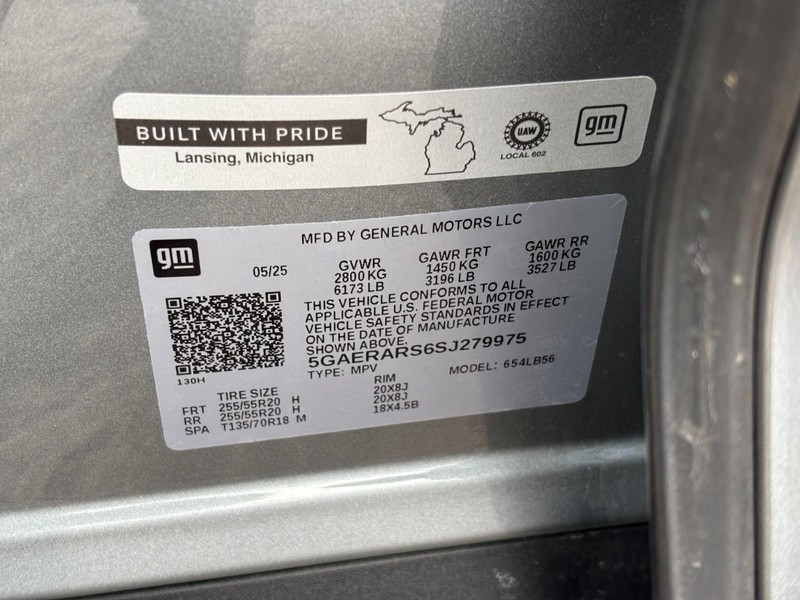 BUILT WITH PRIDE
Lansing, Michigan
UAW
LOCAL 602
gm
gm
MFD BY GENERAL MOTORS LLC
05/25
GVWR GAWR FRT GAWR RR
2800 KG 1450 KG 1600 KG
6173 LB 3196 LB 3527 LB
THIS VEHICLE CONFORMS TO ALL
APPLICABLE U.S. FEDERAL MOTOR
VEHICLE SAFETY STANDARDS IN EFFECT
ON THE DATE OF MANUFACTURE
SHOWN ABOVE.
5GAERARS6SJ279975
TYPE: MPV MODEL: 654LB56
130H
TIRE SIZE RIM
FRT 255/55R20 H 20X8J
RR 255/55R20 H 20X8J
SPA T135/70R18 M 18X4.5B